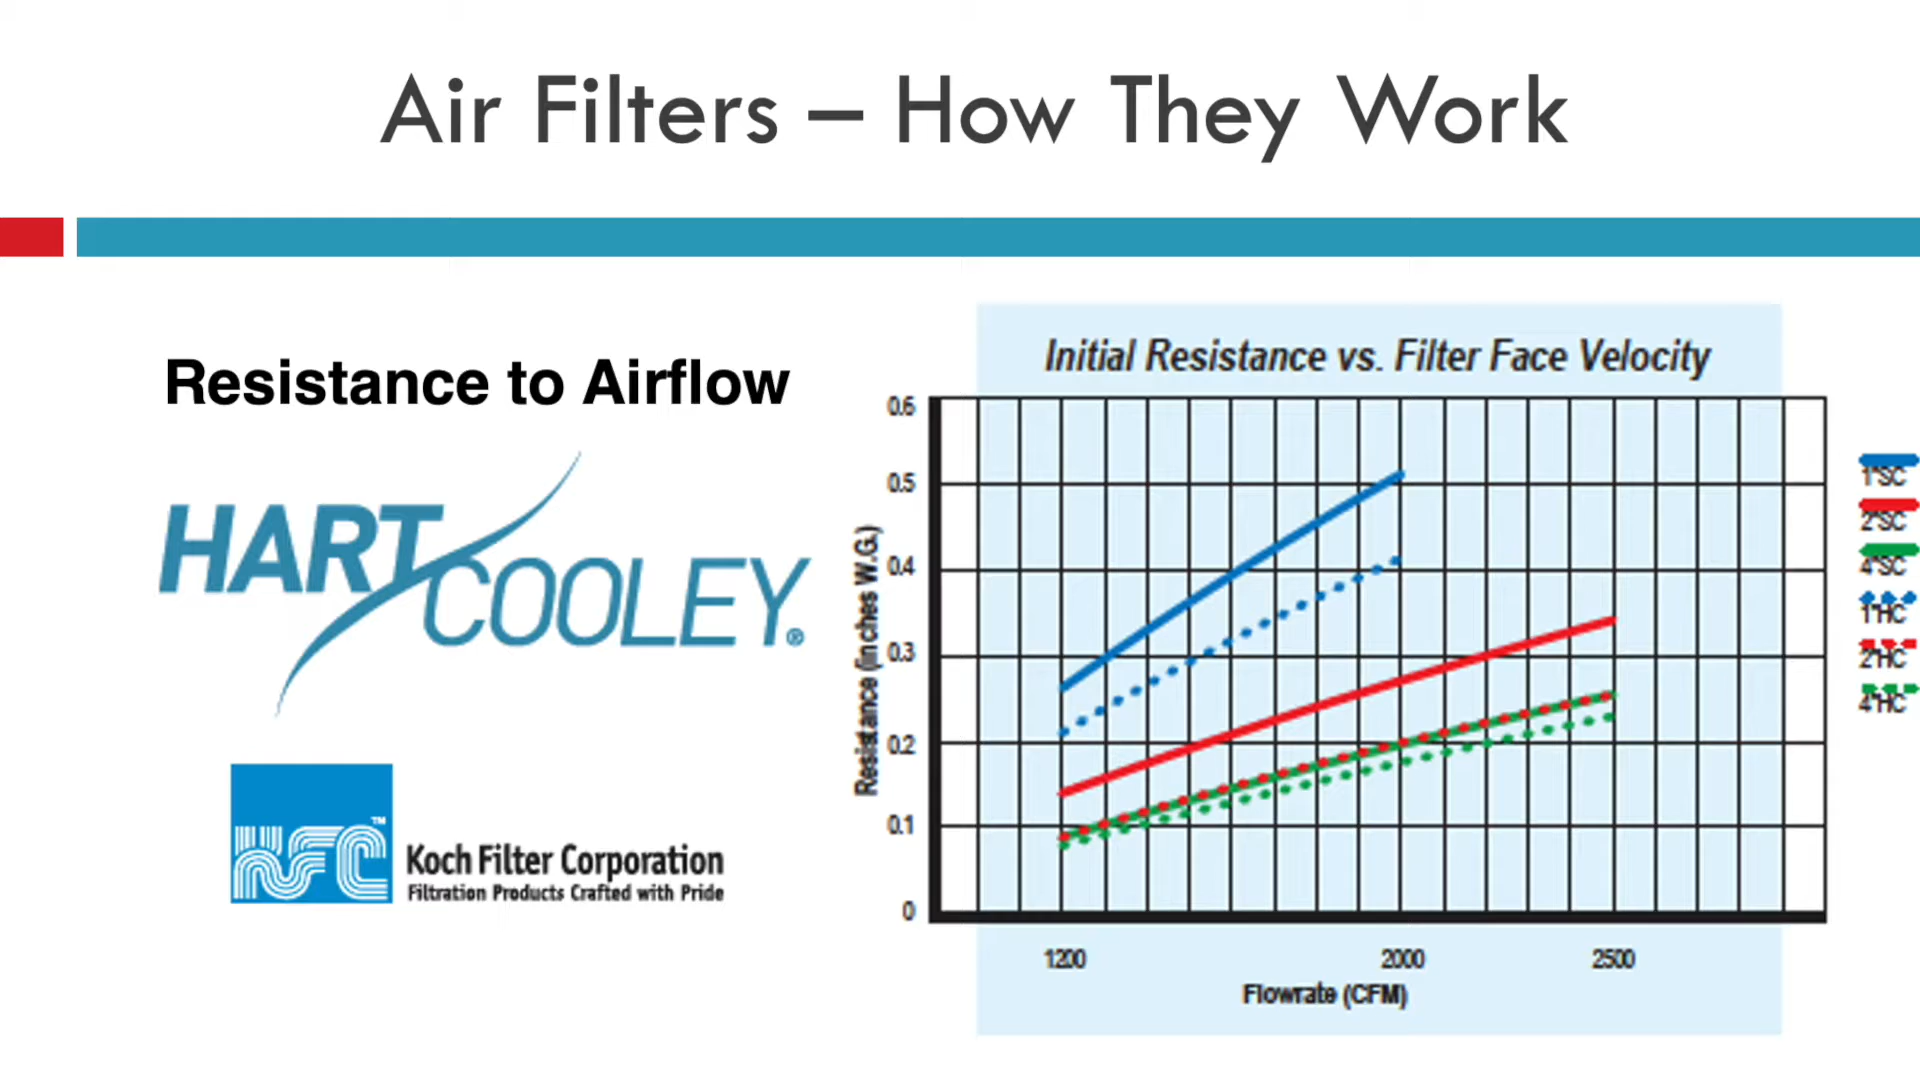 Air Filters – How They Work
Resistance to Airflow
HART
COOLEY®
KFC™
Koch Filter Corporation
Filtration Products Crafted with Pride
Initial Resistance vs. Filter Face Velocity
Resistance (inches W.G.)
0.6
0.5
0.4
0.3
0.2
0.1
0
1200 2000 2500
Flowrate (CFM)
1"SC
2"SC
4"SC
1"HC
2"HC
4"HC